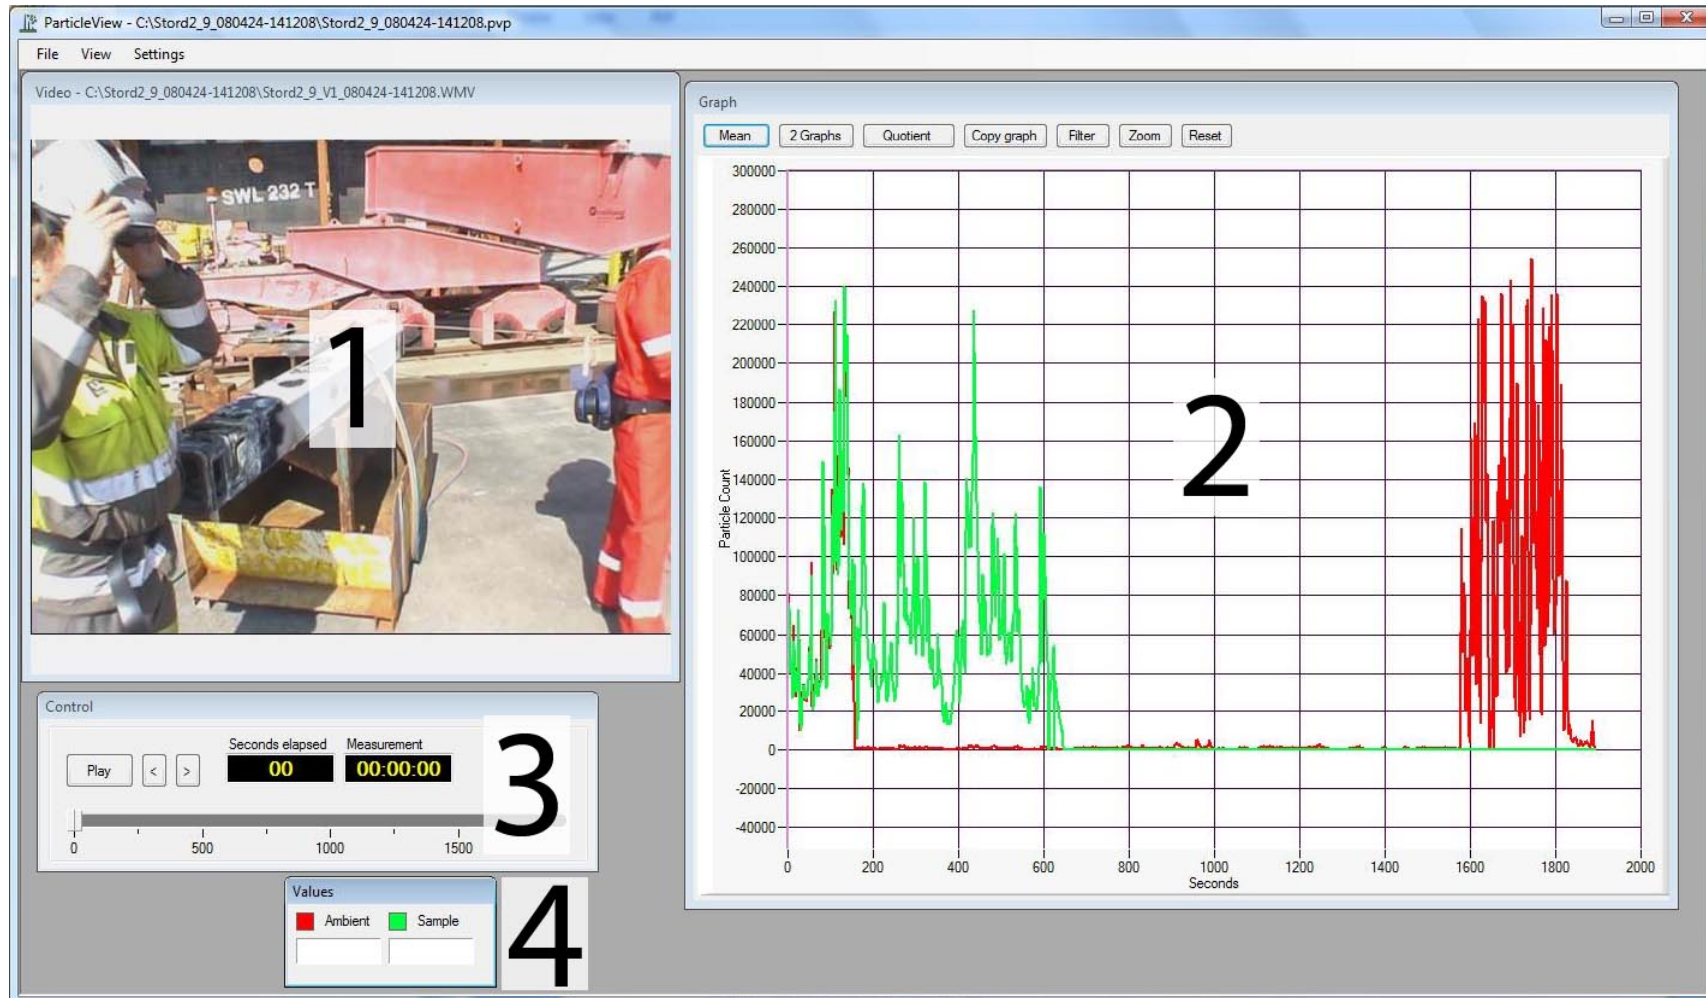 ParticleView - C:\Stord2_9_080424-141208\Stord2_9_080424-141208.pvp
File View Settings
Video - C:\Stord2_9_080424-141208\Stord2_9_V1_080424-141208.WMV
SWL 232 T
1
Graph
Mean 2 Graphs Quotient Copy graph Filter Zoom Reset
300000
280000
260000
240000
220000
200000
180000
160000
140000
120000
100000
80000
60000
40000
20000
0
-20000
-40000
Particle Count
2
0 200 400 600 800 1000 1200 1400 1600 1800 2000
Seconds
Control
Seconds elapsed Measurement
Play < > 00 00:00:00
0 500 1000 1500
3
Values
Ambient Sample
4